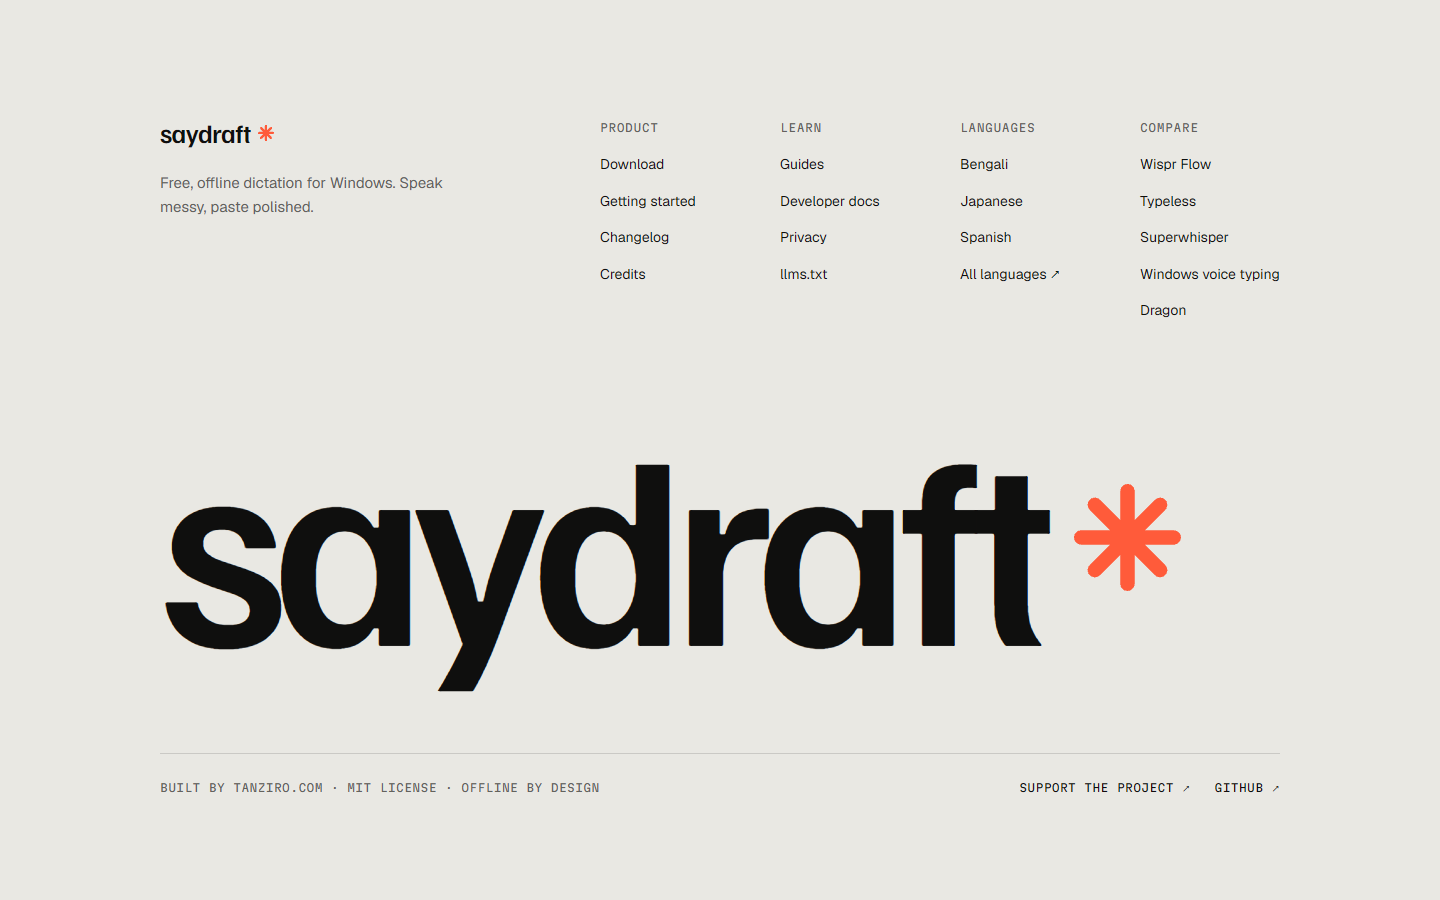 saydraft
Free, offline dictation for Windows. Speak
messy, paste polished.
PRODUCT
Download
Getting started
Changelog
Credits
LEARN
Guides
Developer docs
Privacy
llms.txt
LANGUAGES
Bengali
Japanese
Spanish
All languages ↗
COMPARE
Wispr Flow
Typeless
Superwhisper
Windows voice typing
Dragon
saydraft
BUILT BY TANZIRO.COM · MIT LICENSE · OFFLINE BY DESIGN
SUPPORT THE PROJECT ↗ GITHUB ↗